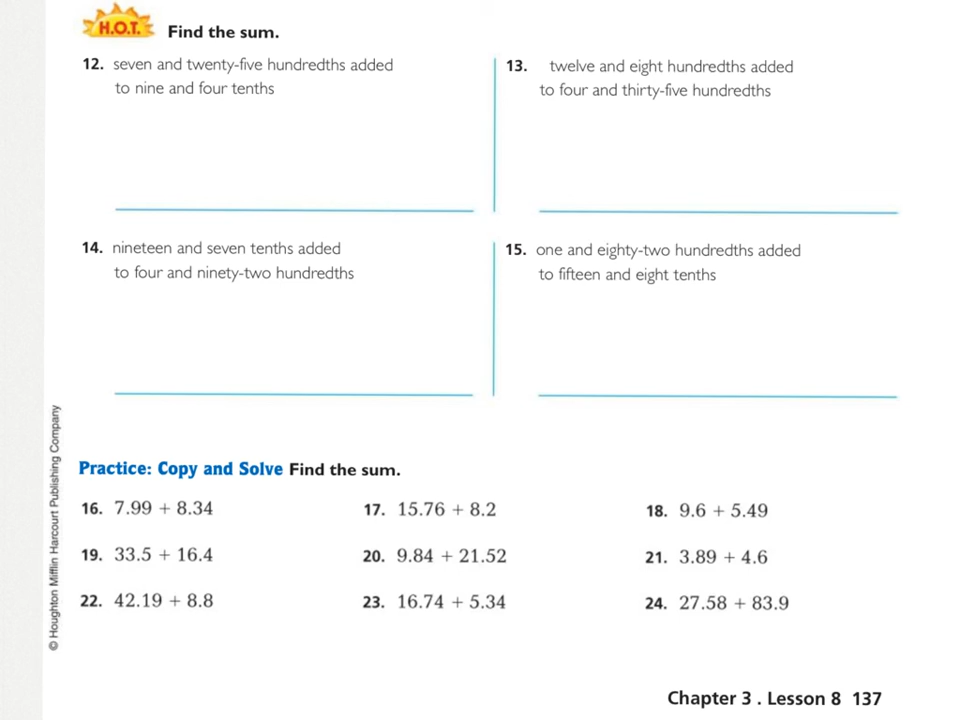 H.O.T. Find the sum.
12. seven and twenty-five hundredths added
to nine and four tenths
13. twelve and eight hundredths added
to four and thirty-five hundredths
14. nineteen and seven tenths added
to four and ninety-two hundredths
15. one and eighty-two hundredths added
to fifteen and eight tenths
Practice: Copy and Solve Find the sum.
16. 7.99 + 8.34
17. 15.76 + 8.2
18. 9.6 + 5.49
19. 33.5 + 16.4
20. 9.84 + 21.52
21. 3.89 + 4.6
22. 42.19 + 8.8
23. 16.74 + 5.34
24. 27.58 + 83.9
© Houghton Mifflin Harcourt Publishing Company
Chapter 3 . Lesson 8 137